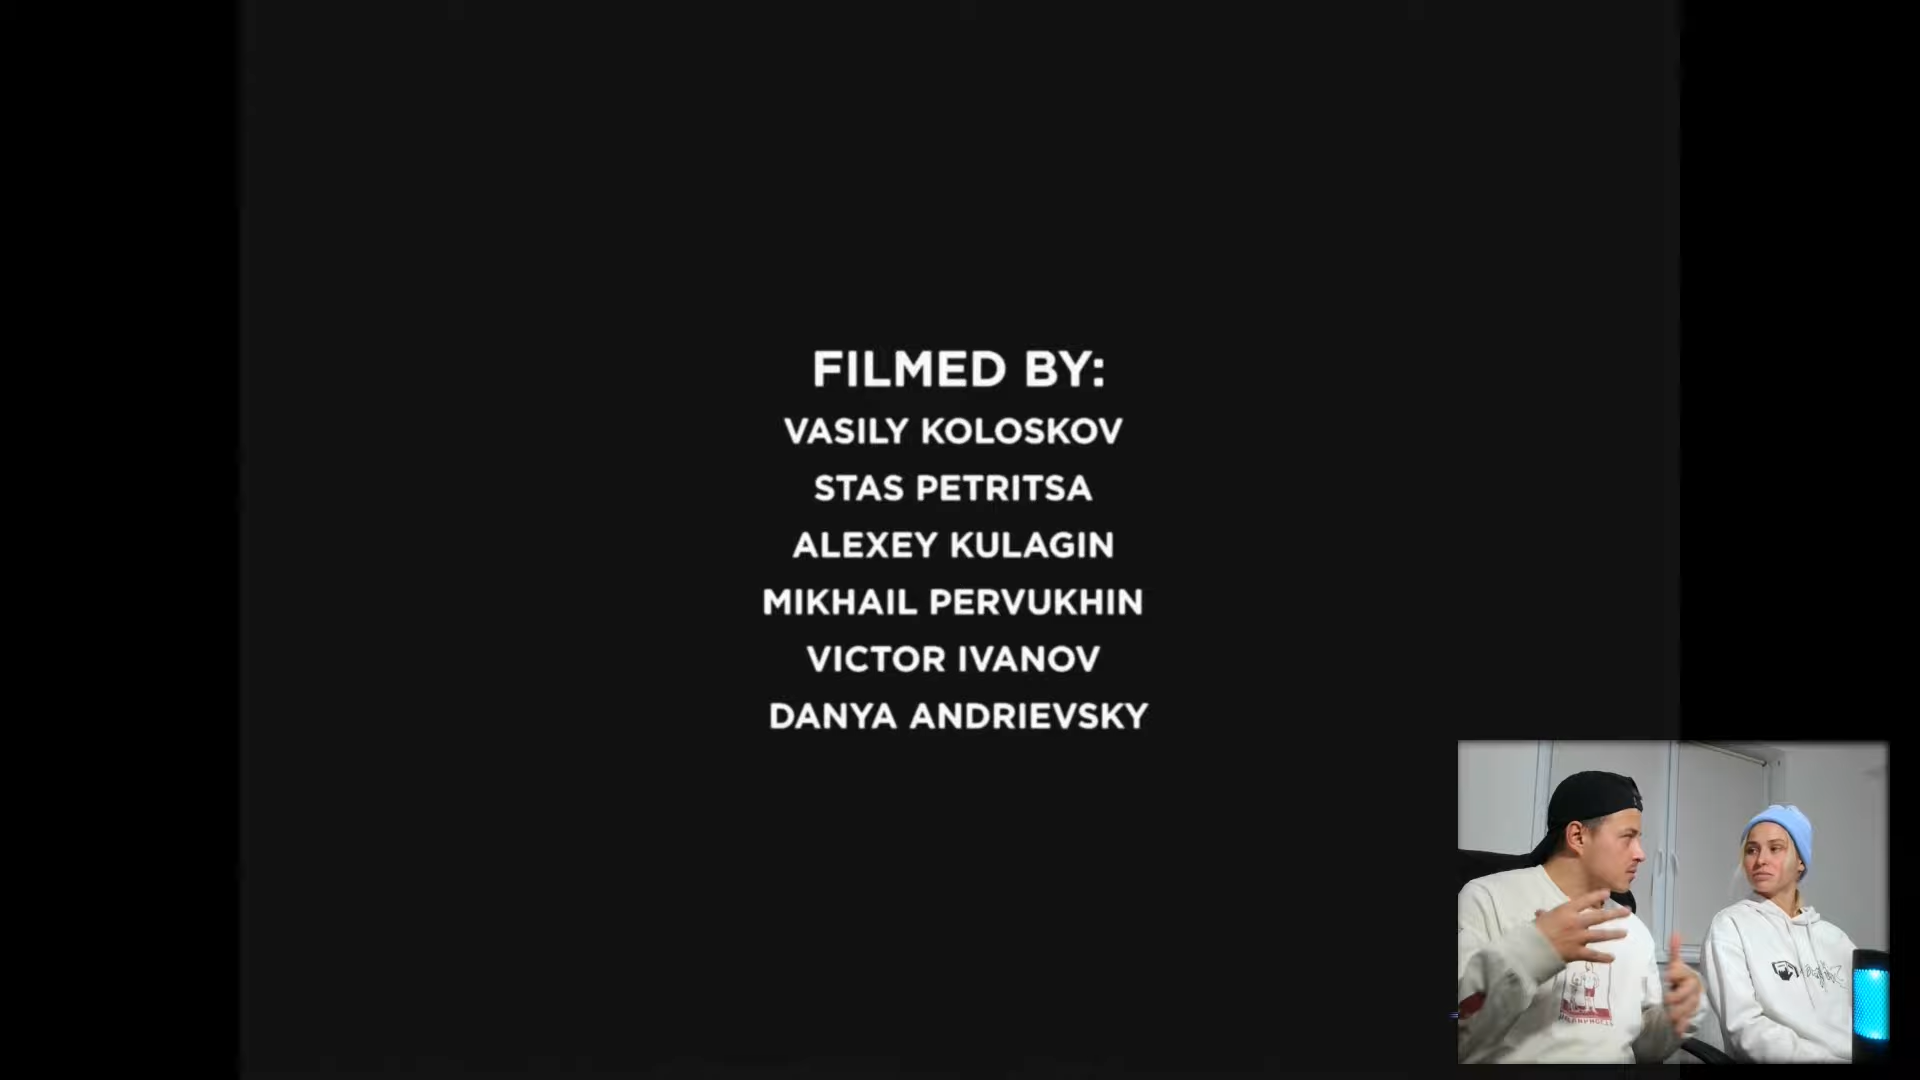 FILMED BY:
VASILY KOLOSKOV
STAS PETRITSA
ALEXEY KULAGIN
MIKHAIL PERVUKHIN
VICTOR IVANOV
DANYA ANDRIEVSKY